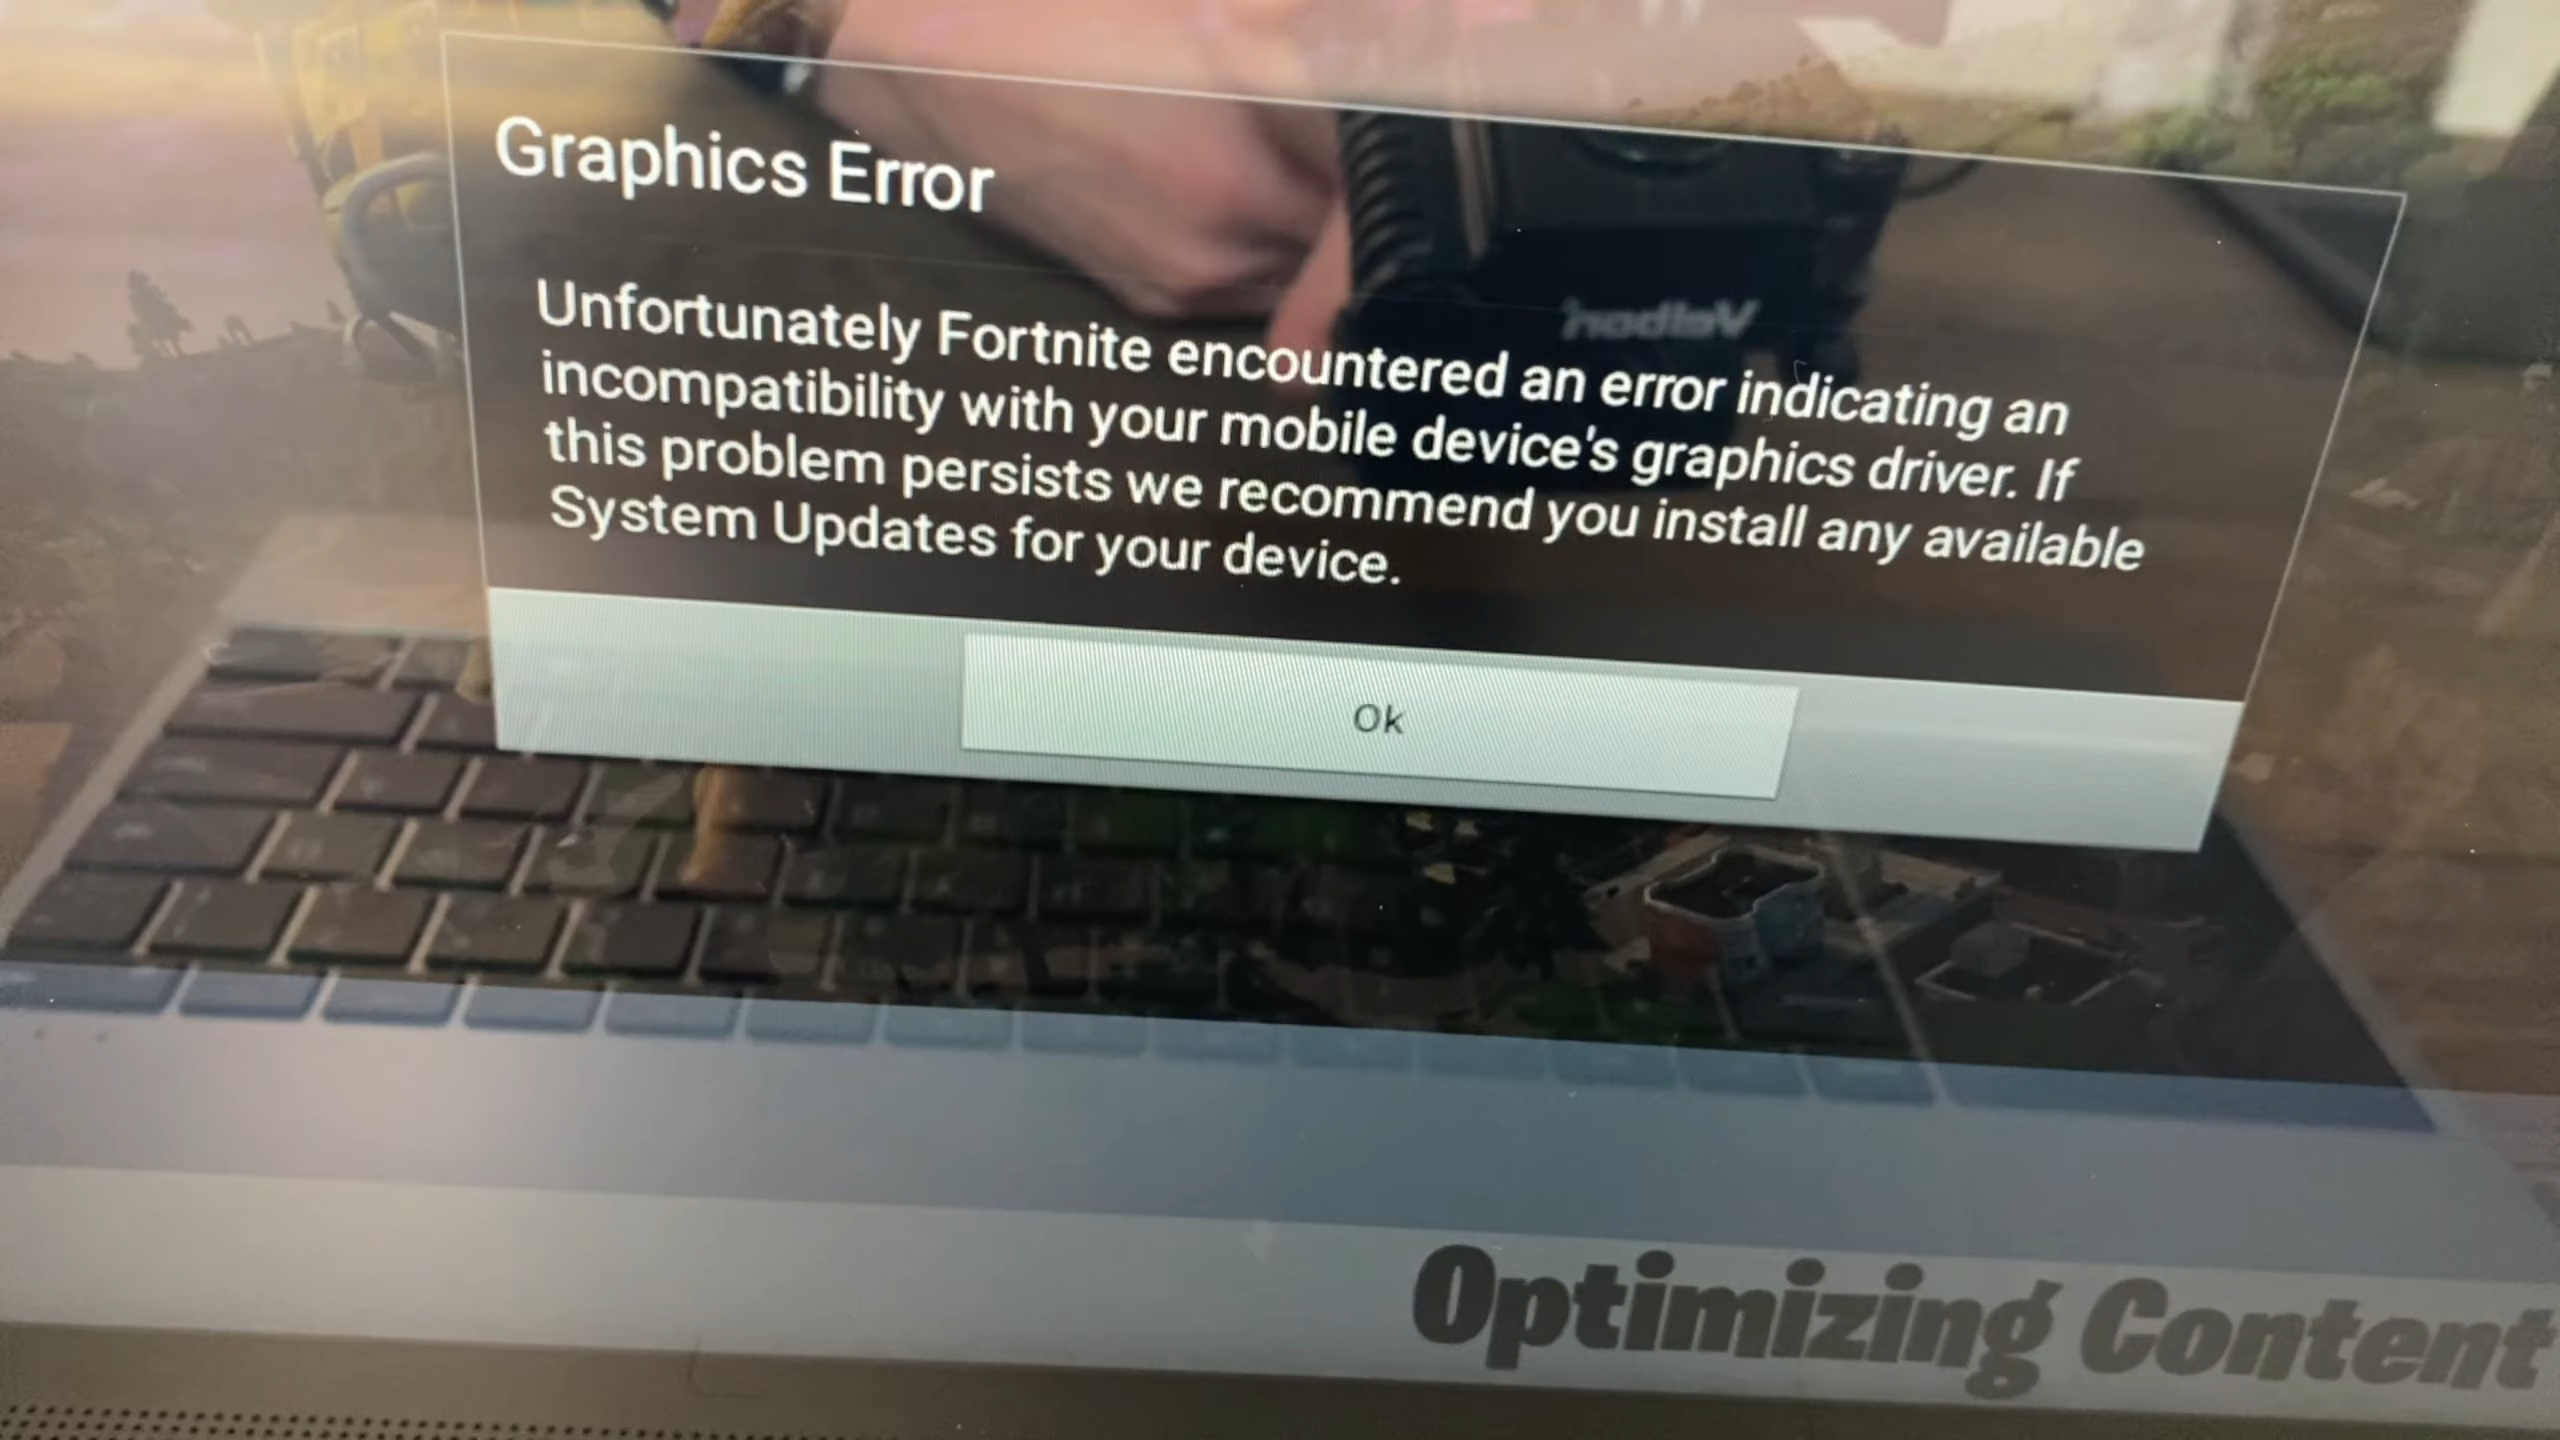 Graphics Error
Velbon
Unfortunately Fortnite encountered an error indicating an
incompatibility with your mobile device's graphics driver. If
this problem persists we recommend you install any available
System Updates for your device.
Ok
Optimizing Content